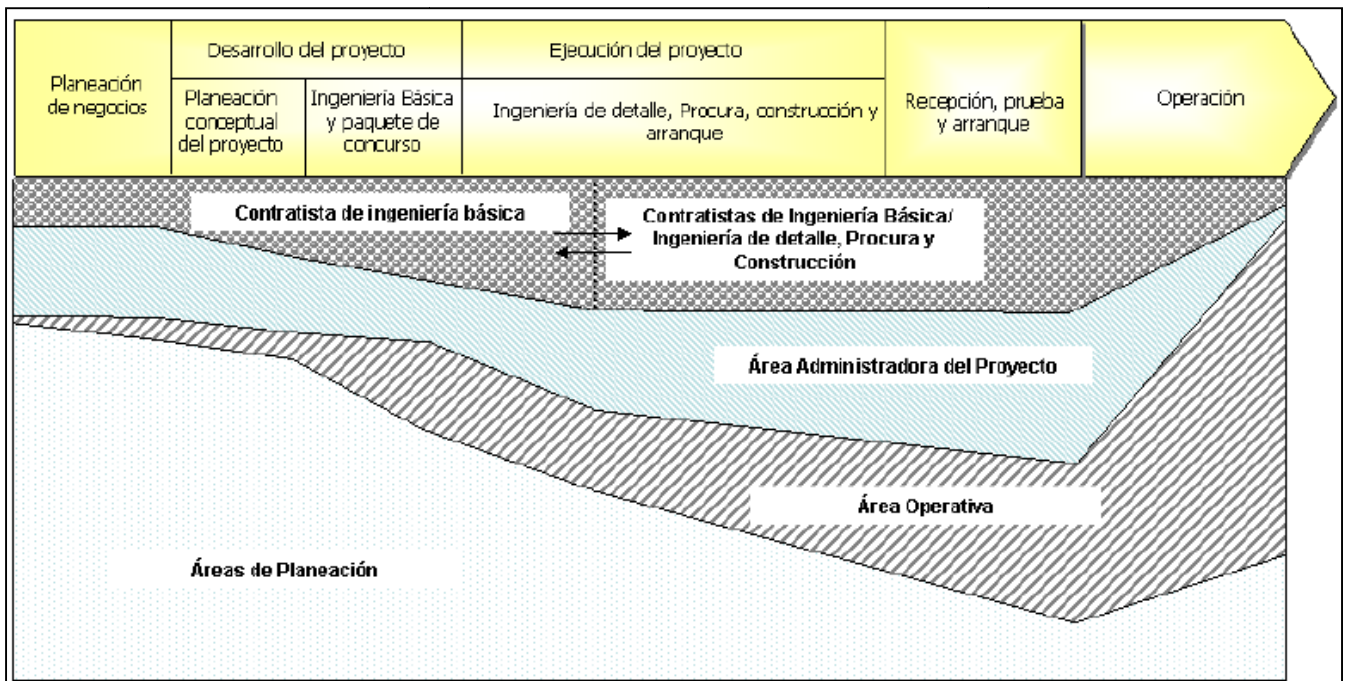 Planeación
de negocios
Desarrollo del proyecto
Planeación
conceptual
del proyecto
Ingeniería Básica
y paquete de
concurso
Ejecución del proyecto
Ingeniería de detalle, Procura, construcción y
arranque
Recepción, prueba
y arranque
Operación
Contratista de ingeniería básica
Contratistas de Ingeniería Básica/
Ingeniería de detalle, Procura y
Construcción
Área Administradora del Proyecto
Área Operativa
Áreas de Planeación